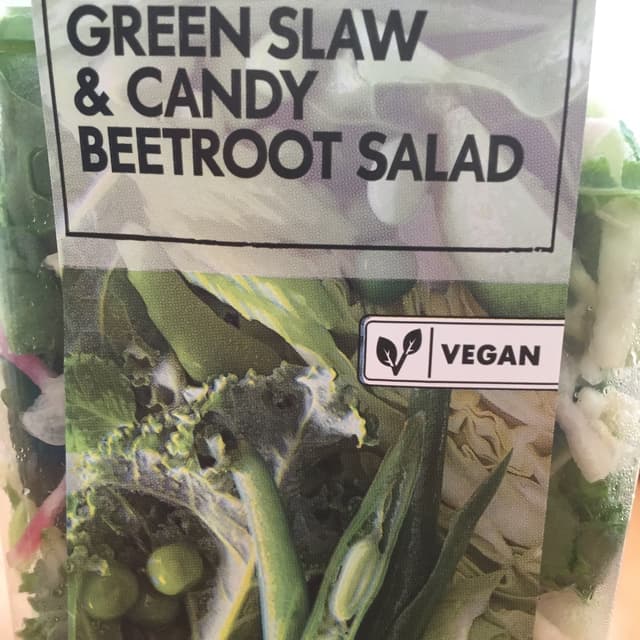 GREEN SLAW
& CANDY
BEETROOT SALAD
VEGAN